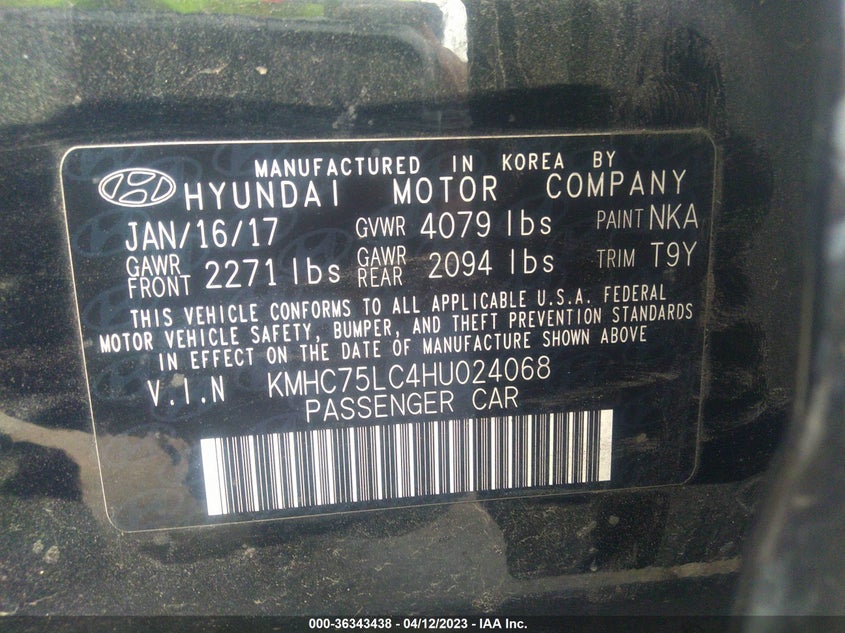 MANUFACTURED IN KOREA BY
HYUNDAI MOTOR COMPANY
JAN/16/17 GVWR 4079 lbs PAINT NKA
GAWR FRONT 2271 lbs GAWR REAR 2094 lbs TRIM T9Y
THIS VEHICLE CONFORMS TO ALL APPLICABLE U.S.A. FEDERAL
MOTOR VEHICLE SAFETY, BUMPER, AND THEFT PREVENTION STANDARDS
IN EFFECT ON THE DATE OF MANUFACTURE SHOWN ABOVE
V.I.N KMHC75LC4HU024068
PASSENGER CAR
000-36343438 - 04/12/2023 - IAA Inc.